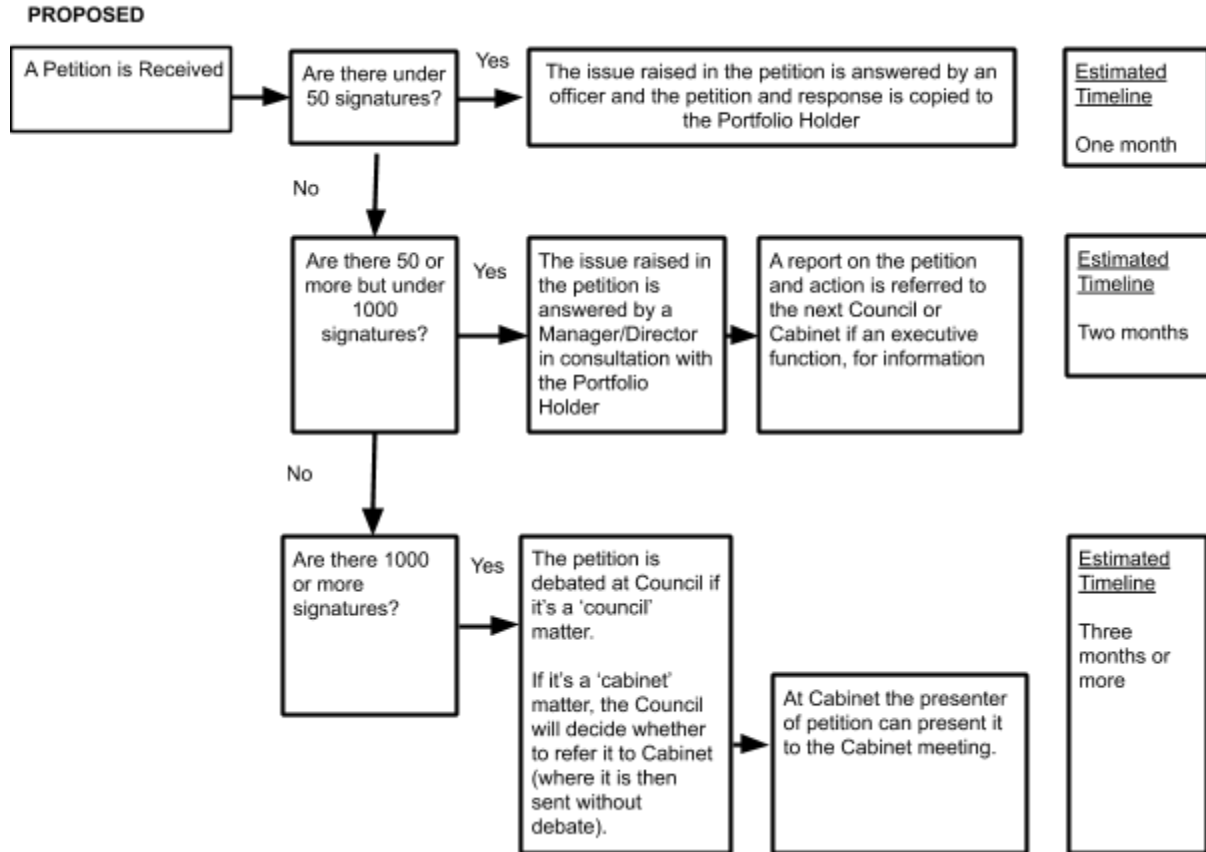 PROPOSED
A Petition is Received
Are there under
50 signatures?
Yes
The issue raised in the petition is answered by an
officer and the petition and response is copied to
the Portfolio Holder
Estimated
Timeline
One month
No
Are there 50 or
more but under
1000
signatures?
Yes
The issue raised in
the petition is
answered by a
Manager/Director
in consultation with
the Portfolio
Holder
A report on the petition
and action is referred to
the next Council or
Cabinet if an executive
function, for information
Estimated
Timeline
Two months
No
Are there 1000
or more
signatures?
Yes
The petition is
debated at Council if
it's a ‘council’
matter.
If it's a ‘cabinet’
matter, the Council
will decide whether
to refer it to Cabinet
(where it is then
sent without
debate).
At Cabinet the presenter
of petition can present it
to the Cabinet meeting.
Estimated
Timeline
Three
months or
more